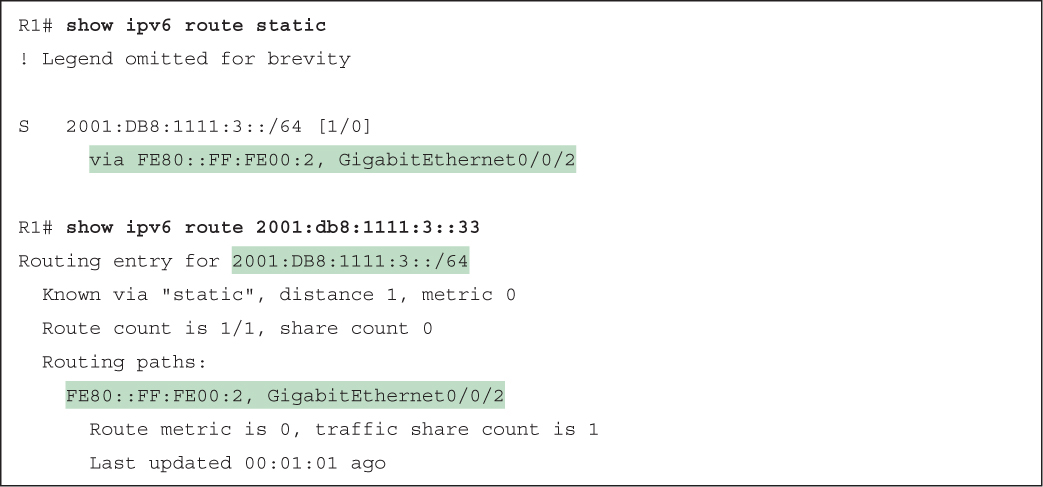 R1# show ipv6 route static
! Legend omitted for brevity
S   2001:DB8:1111:3::/64 [1/0]
via FE80::FF:FE00:2, GigabitEthernet0/0/2
R1# show ipv6 route 2001:db8:1111:3::33
Routing entry for 2001:DB8:1111:3::/64
Known via "static", distance 1, metric 0
Route count is 1/1, share count 0
Routing paths:
FE80::FF:FE00:2, GigabitEthernet0/0/2
Route metric is 0, traffic share count is 1
Last updated 00:01:01 ago